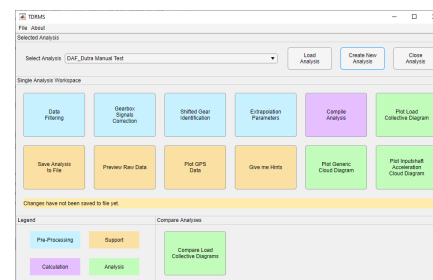 TDRMS
File About
Selected Analysis
Select Analysis DAF_Dutra Manual Test
Load
Analysis
Create New
Analysis
Close
Analysis
Single Analysis Workspace
Data
Filtering
Gearbox
Signals
Correction
Shifted Gear
Identification
Extrapolation
Parameters
Compile
Analysis
Plot Load
Collective Diagram
Save Analysis
to File
Preview Raw Data
Plot GPS
Data
Give me Hints
Plot Generic
Cloud Diagram
Plot Inputshaft
Acceleration
Cloud Diagram
Changes have not been saved to file yet.
Legend
Pre-Processing
Support
Calculation
Analysis
Compare Analyses
Compare Load
Collective Diagrams